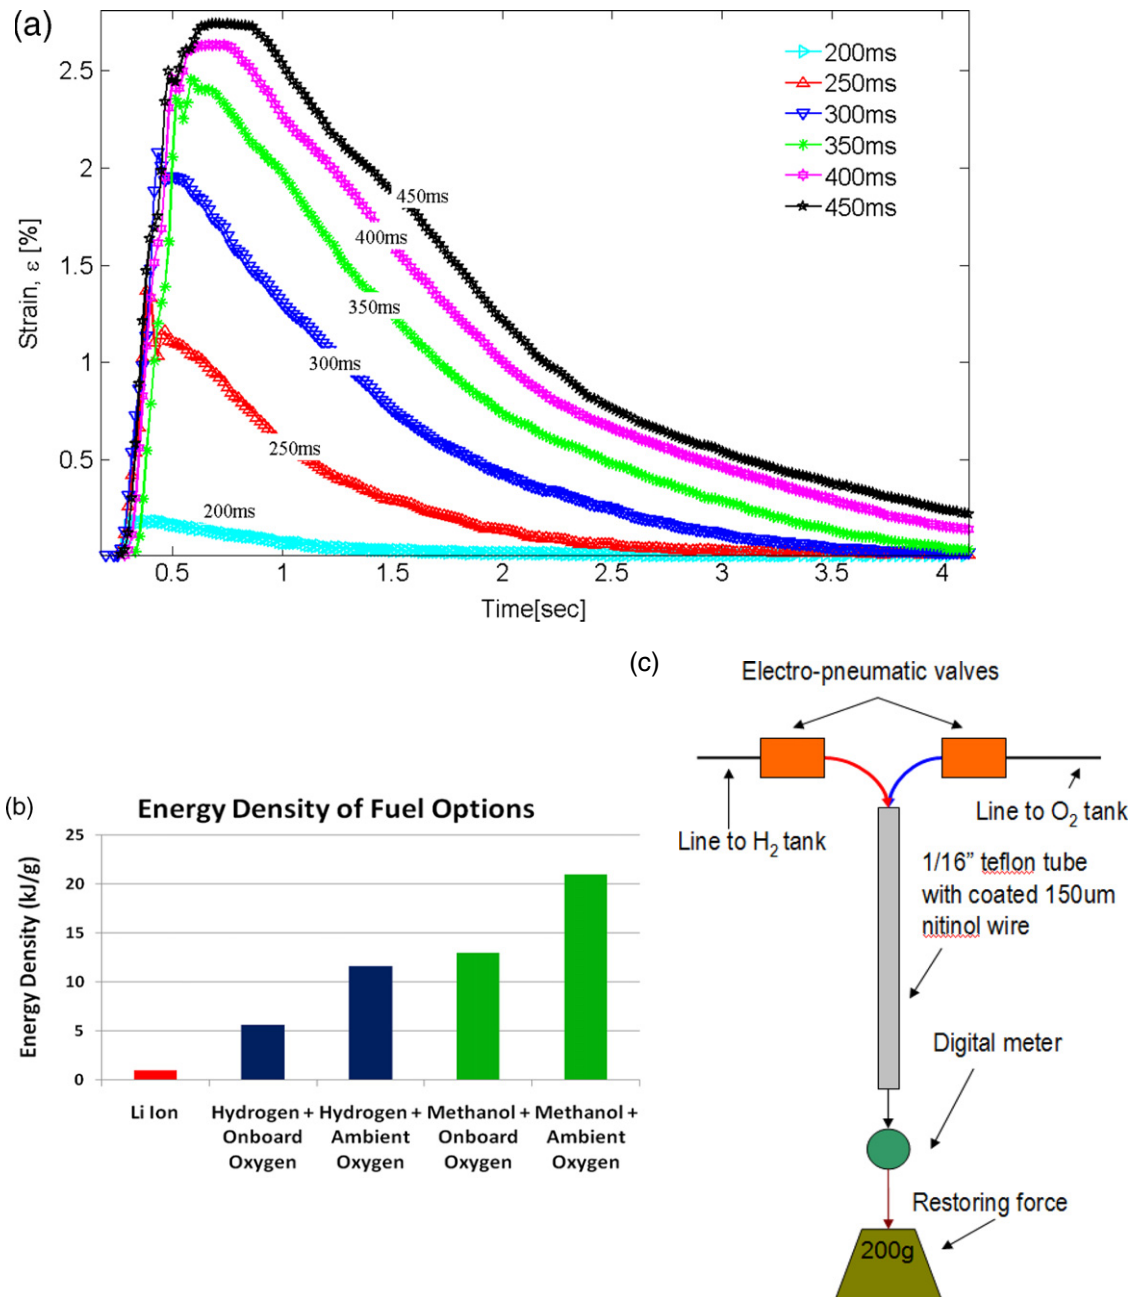 (a)
2.5
2
1.5
1
0.5
Strain, ε [%]
200ms
250ms
300ms
350ms
400ms
450ms
450ms
400ms
350ms
300ms
250ms
200ms
0.5 1 1.5 2 2.5 3 3.5 4
Time[sec]
(b)
Energy Density of Fuel Options
Energy Density (kJ/g)
25
20
15
10
5
0
Li Ion
Hydrogen +
Onboard
Oxygen
Hydrogen +
Ambient
Oxygen
Methanol +
Onboard
Oxygen
Methanol +
Ambient
Oxygen
(c)
Electro-pneumatic valves
Line to H₂ tank
Line to O₂ tank
1/16” teflon tube
with coated 150um
nitinol wire
Digital meter
Restoring force
200g